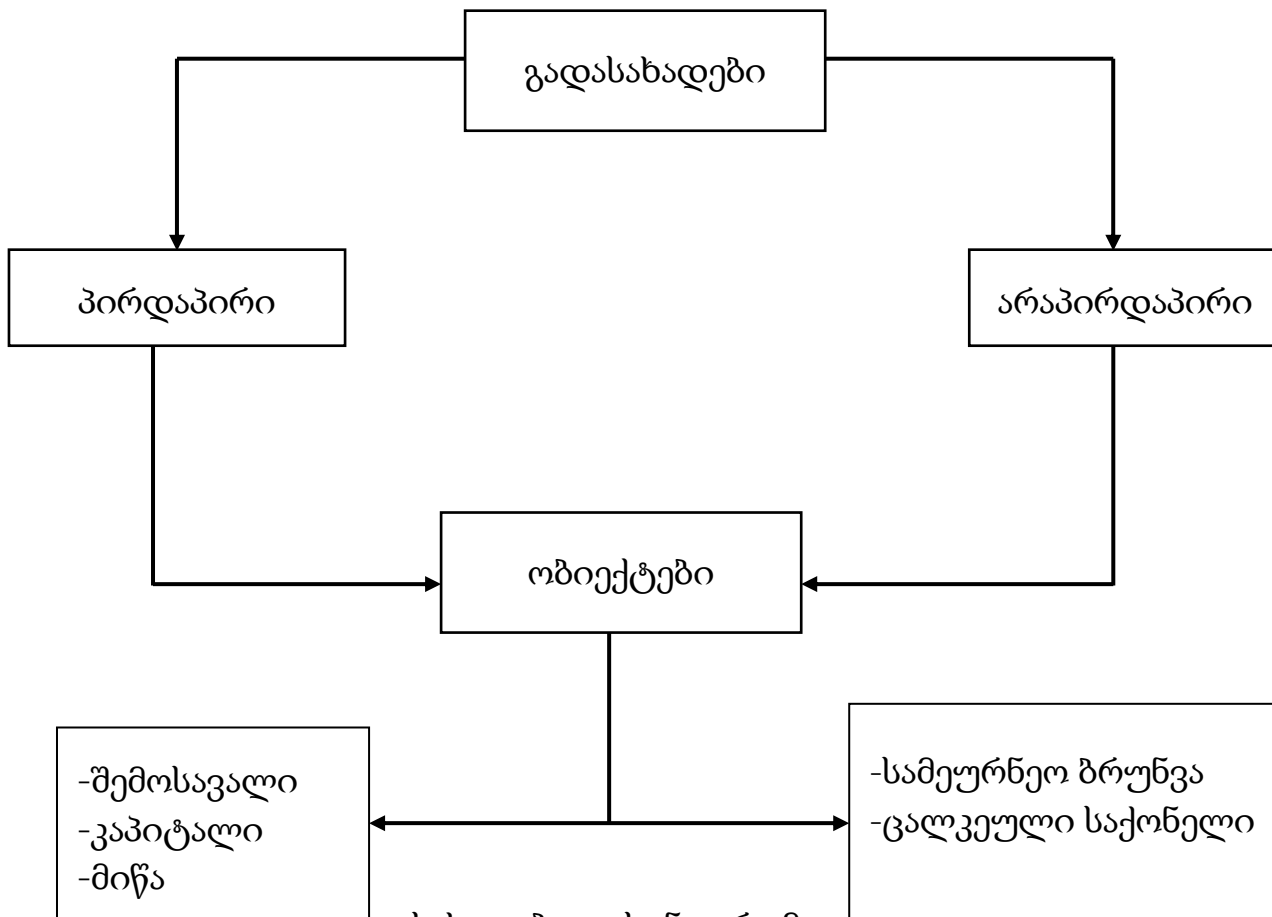 გადასახადები
პირდაპირი
არაპირდაპირი
ობიექტები
-შემოსავალი
-კაპიტალი
-მიწა
-სამეურნეო ბრუნვა
-ცალკეული საქონელი